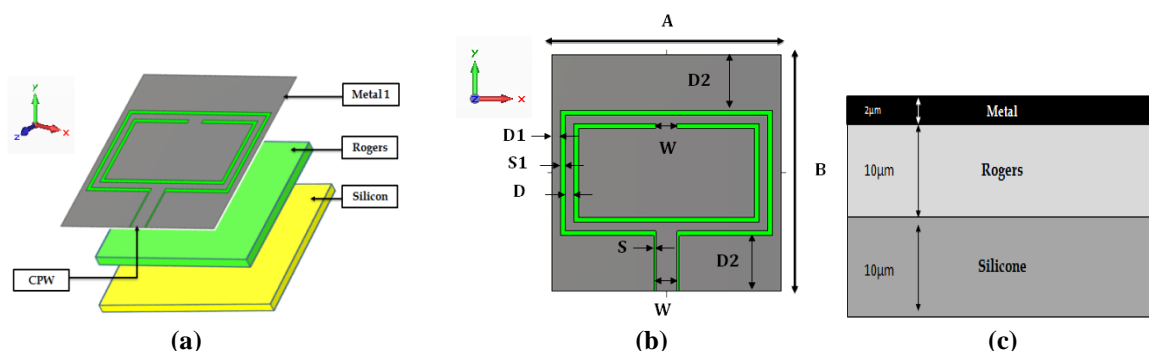 y
x
z
Metal 1
Rogers
Silicon
CPW
(a)
A
y
x
z
D2
D1
W
S1
B
D
S
D2
W
(b)
2μm
Metal
10μm
Rogers
10μm
Silicone
(c)